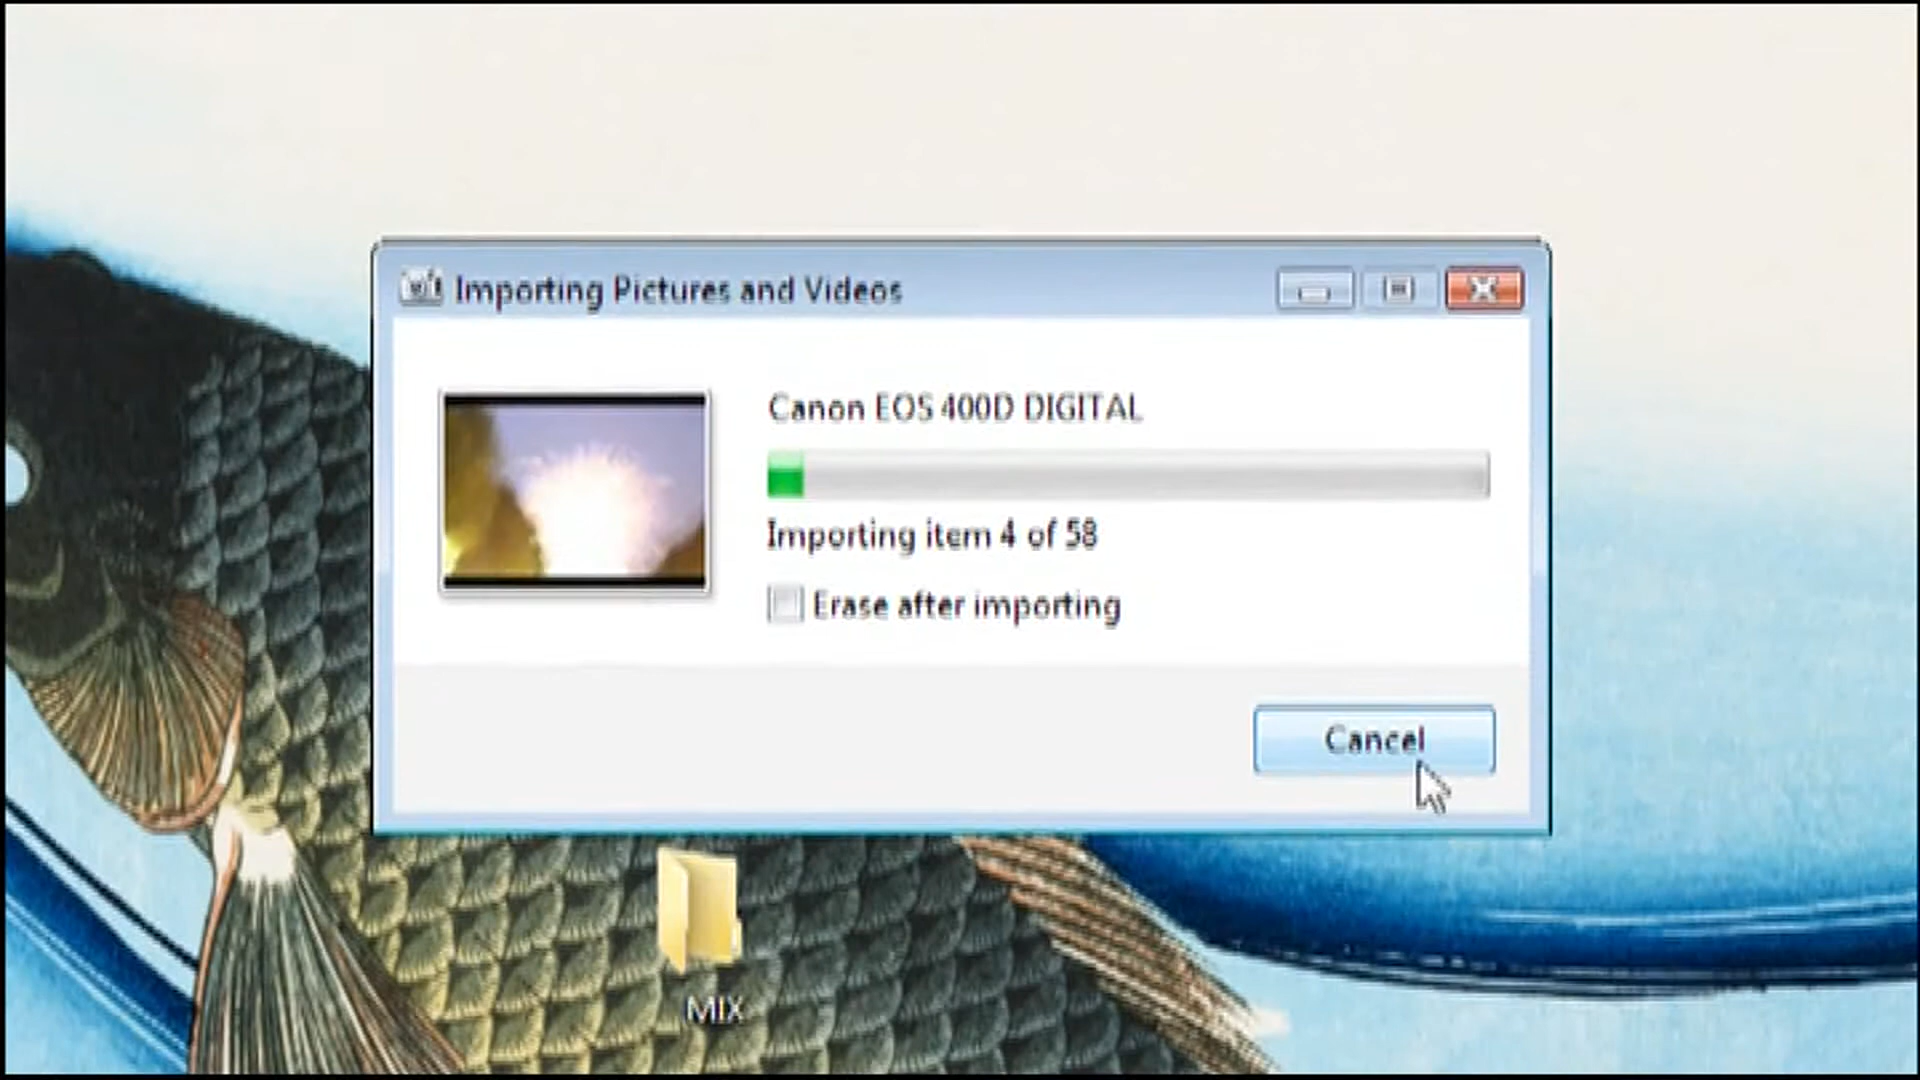 Importing Pictures and Videos
Canon EOS 400D DIGITAL
Importing item 4 of 58
Erase after importing
Cancel
MIX